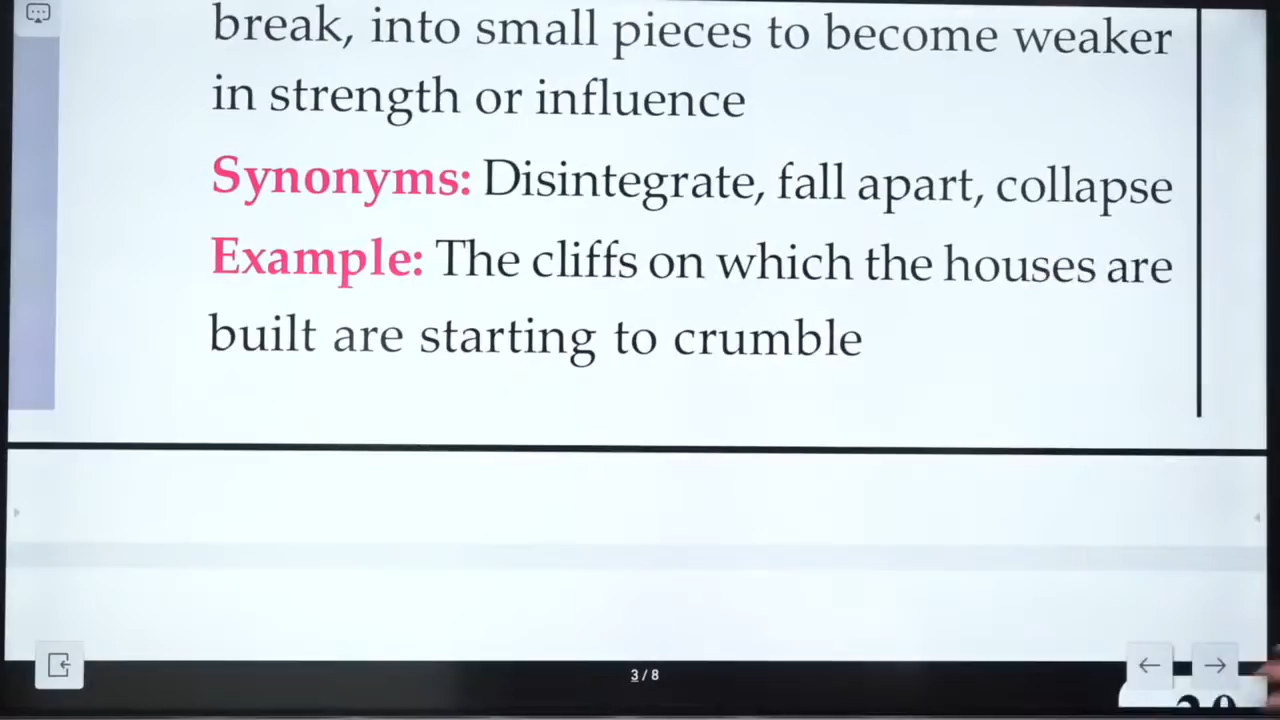 break, into small pieces to become weaker
in strength or influence
Synonyms: Disintegrate, fall apart, collapse
Example: The cliffs on which the houses are
built are starting to crumble
3 / 8